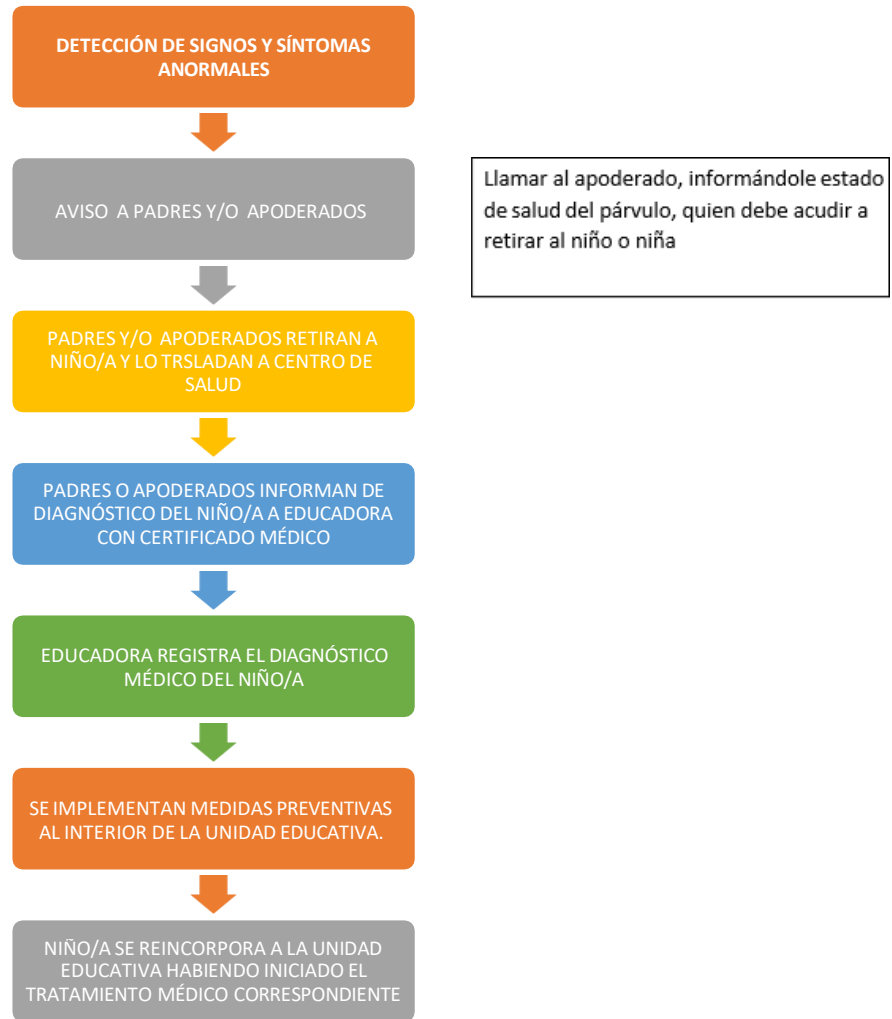 DETECCIÓN DE SIGNOS Y SÍNTOMAS
ANORMALES
AVISO A PADRES Y/O APODERADOS
Llamar al apoderado, informándole estado
de salud del párvulo, quien debe acudir a
retirar al niño o niña
PADRES Y/O APODERADOS RETIRAN A
NIÑO/A Y LO TRSLADAN A CENTRO DE
SALUD
PADRES O APODERADOS INFORMAN DE
DIAGNÓSTICO DEL NIÑO/A A EDUCADORA
CON CERTIFICADO MÉDICO
EDUCADORA REGISTRA EL DIAGNÓSTICO
MÉDICO DEL NIÑO/A
SE IMPLEMENTAN MEDIDAS PREVENTIVAS
AL INTERIOR DE LA UNIDAD EDUCATIVA.
NIÑO/A SE REINCORPORA A LA UNIDAD
EDUCATIVA HABIENDO INICIADO EL
TRATAMIENTO MÉDICO CORRESPONDIENTE